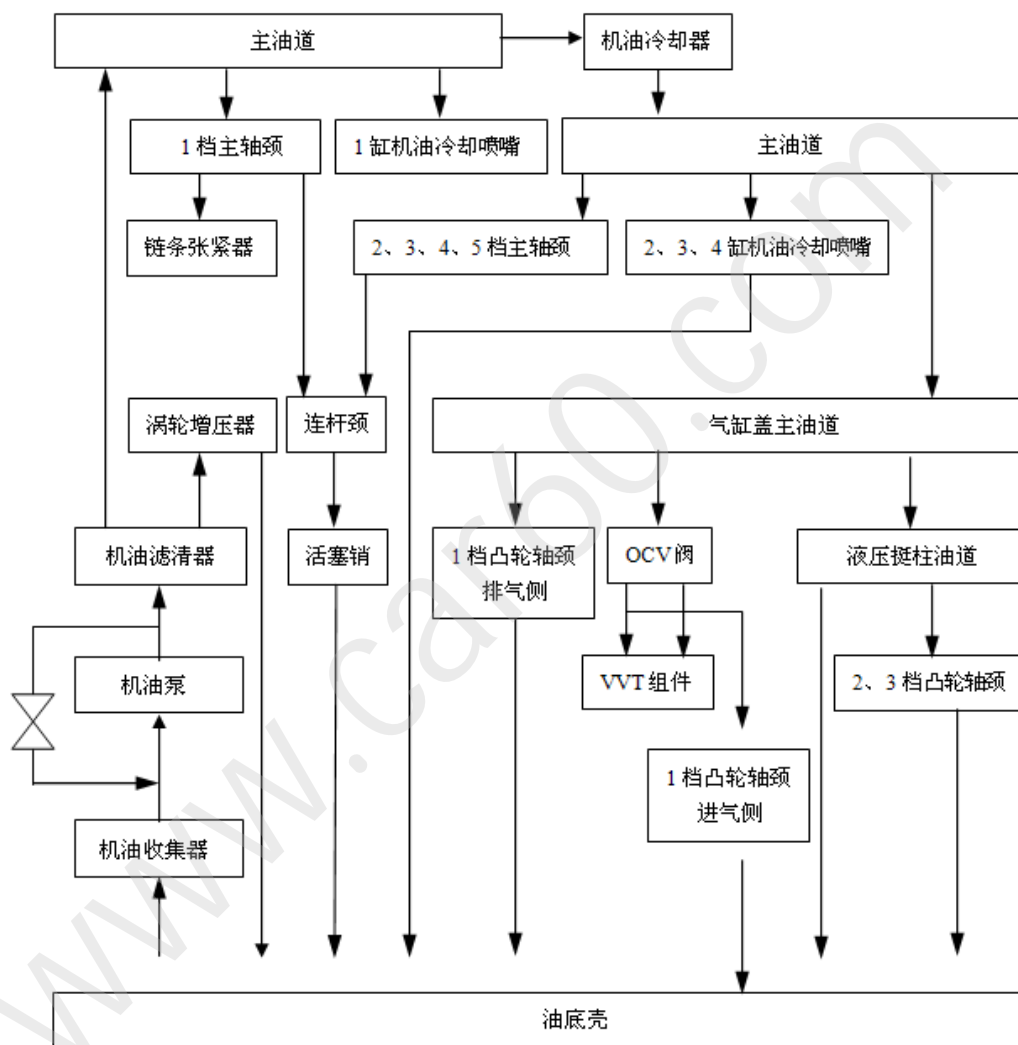 主油道
机油冷却器
1 档主轴颈
1 缸机油冷却喷嘴
主油道
链条张紧器
2、3、4、5 档主轴颈
2、3、4 缸机油冷却喷嘴
涡轮增压器
连杆颈
气缸盖主油道
机油滤清器
活塞销
1 档凸轮轴颈
排气侧
OCV 阀
液压挺柱油道
机油泵
VVT 组件
2、3 档凸轮轴颈
1 档凸轮轴颈
进气侧
机油收集器
油底壳
www.car60.com